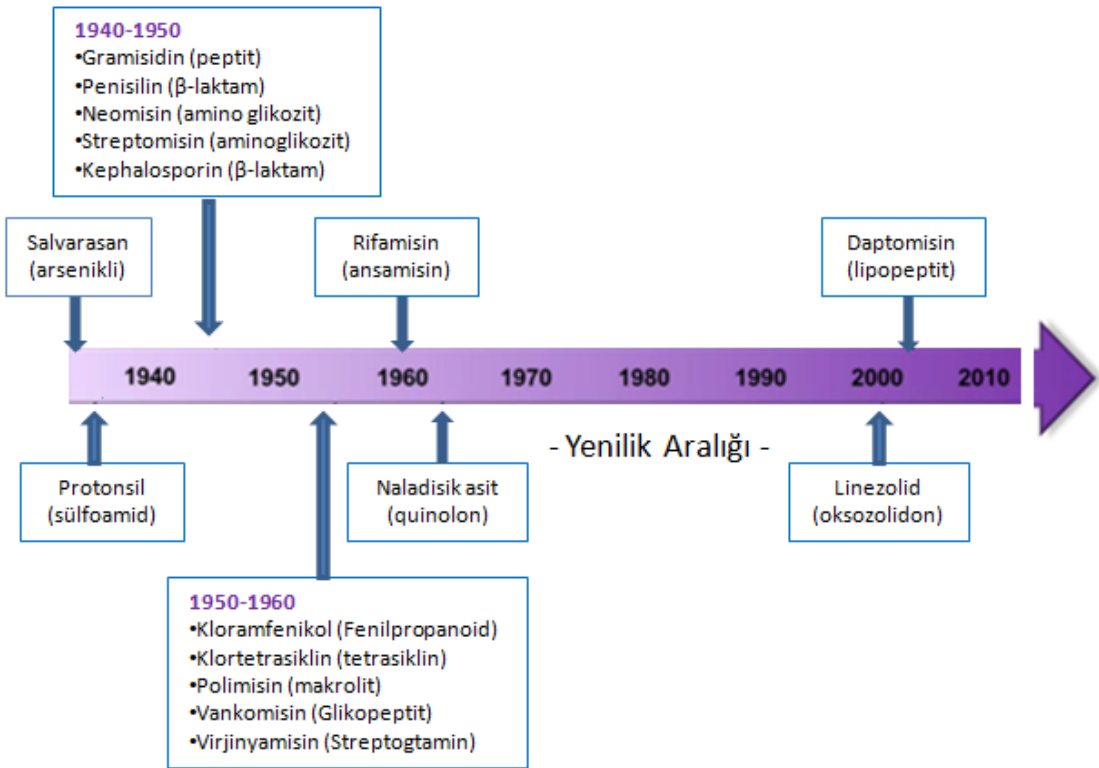 1940-1950
•Gramisidin (peptit)
•Penisilin (β-laktam)
•Neomisin (amino glikozit)
•Streptomisin (aminoglikozit)
•Kephalosporin (β-laktam)
Salvarasan
(arsenikli)
Rifamisin
(ansamisin)
Daptomisin
(lipopeptit)
1940 1950 1960 1970 1980 1990 2000 2010
- Yenilik Aralığı -
Protonsil
(sülfoamid)
Naladisik asit
(quinolon)
Linezolid
(oksozolidon)
1950-1960
•Kloramfenikol (Fenilpropanoid)
•Klortetrasiklin (tetrasiklin)
•Polimisin (makrolit)
•Vankomisin (Glikopeptit)
•Virjinyamisin (Streptogtamin)